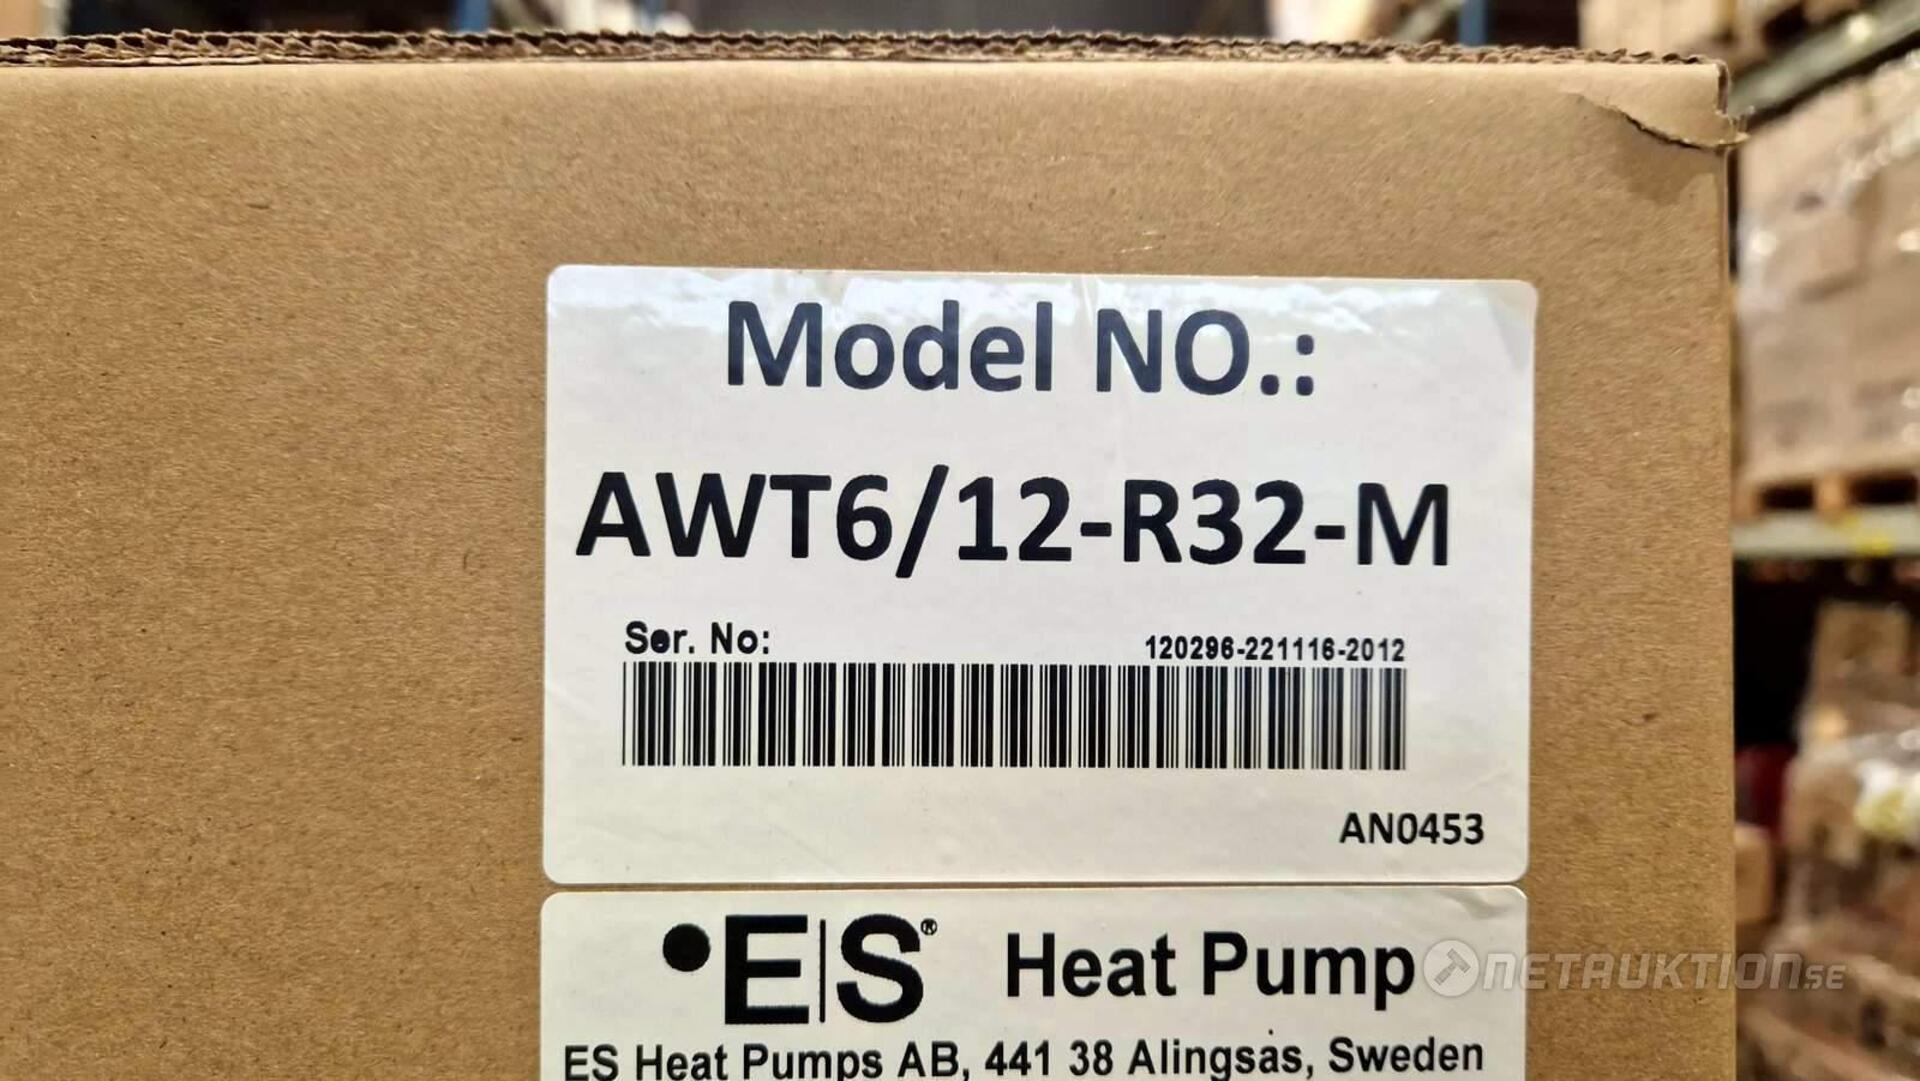 Model NO.:
AWT6/12-R32-M
Ser. No: 120296-221116-2012
AN0453
•E|S® Heat Pump
ES Heat Pumps AB, 441 38 Alingsås, Sweden
NETAUKTION.SE